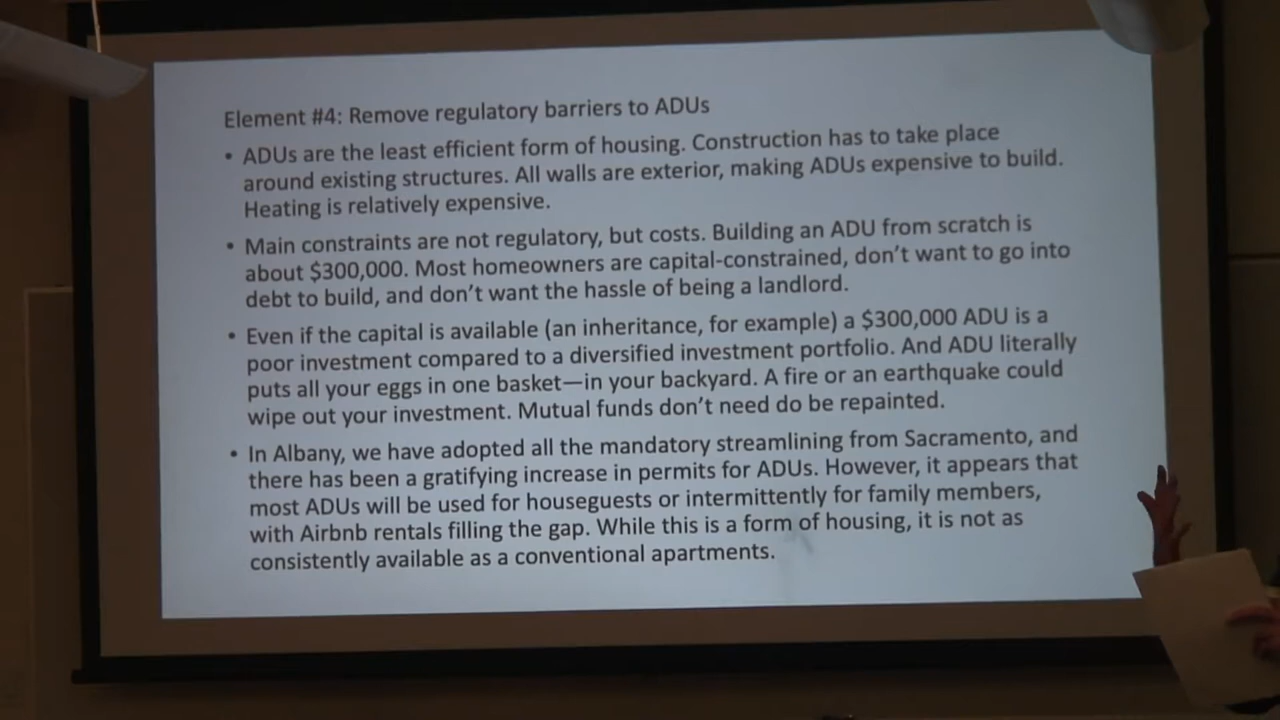 Element #4: Remove regulatory barriers to ADUs
• ADUs are the least efficient form of housing. Construction has to take place
around existing structures. All walls are exterior, making ADUs expensive to build.
Heating is relatively expensive.
• Main constraints are not regulatory, but costs. Building an ADU from scratch is
about $300,000. Most homeowners are capital-constrained, don't want to go into
debt to build, and don't want the hassle of being a landlord.
• Even if the capital is available (an inheritance, for example) a $300,000 ADU is a
poor investment compared to a diversified investment portfolio. And ADU literally
puts all your eggs in one basket—in your backyard. A fire or an earthquake could
wipe out your investment. Mutual funds don't need do be repainted.
• In Albany, we have adopted all the mandatory streamlining from Sacramento, and
there has been a gratifying increase in permits for ADUs. However, it appears that
most ADUs will be used for houseguests or intermittently for family members,
with Airbnb rentals filling the gap. While this is a form of housing, it is not as
consistently available as a conventional apartments.